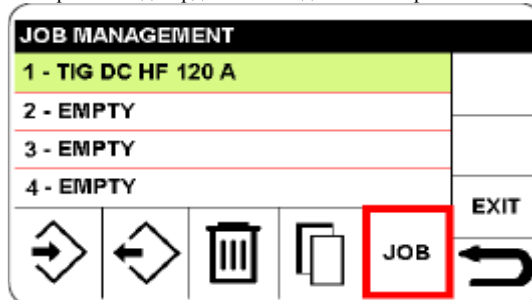 JOB MANAGEMENT
1 - TIG DC HF 120 A
2 - EMPTY
3 - EMPTY
4 - EMPTY
EXIT
JOB